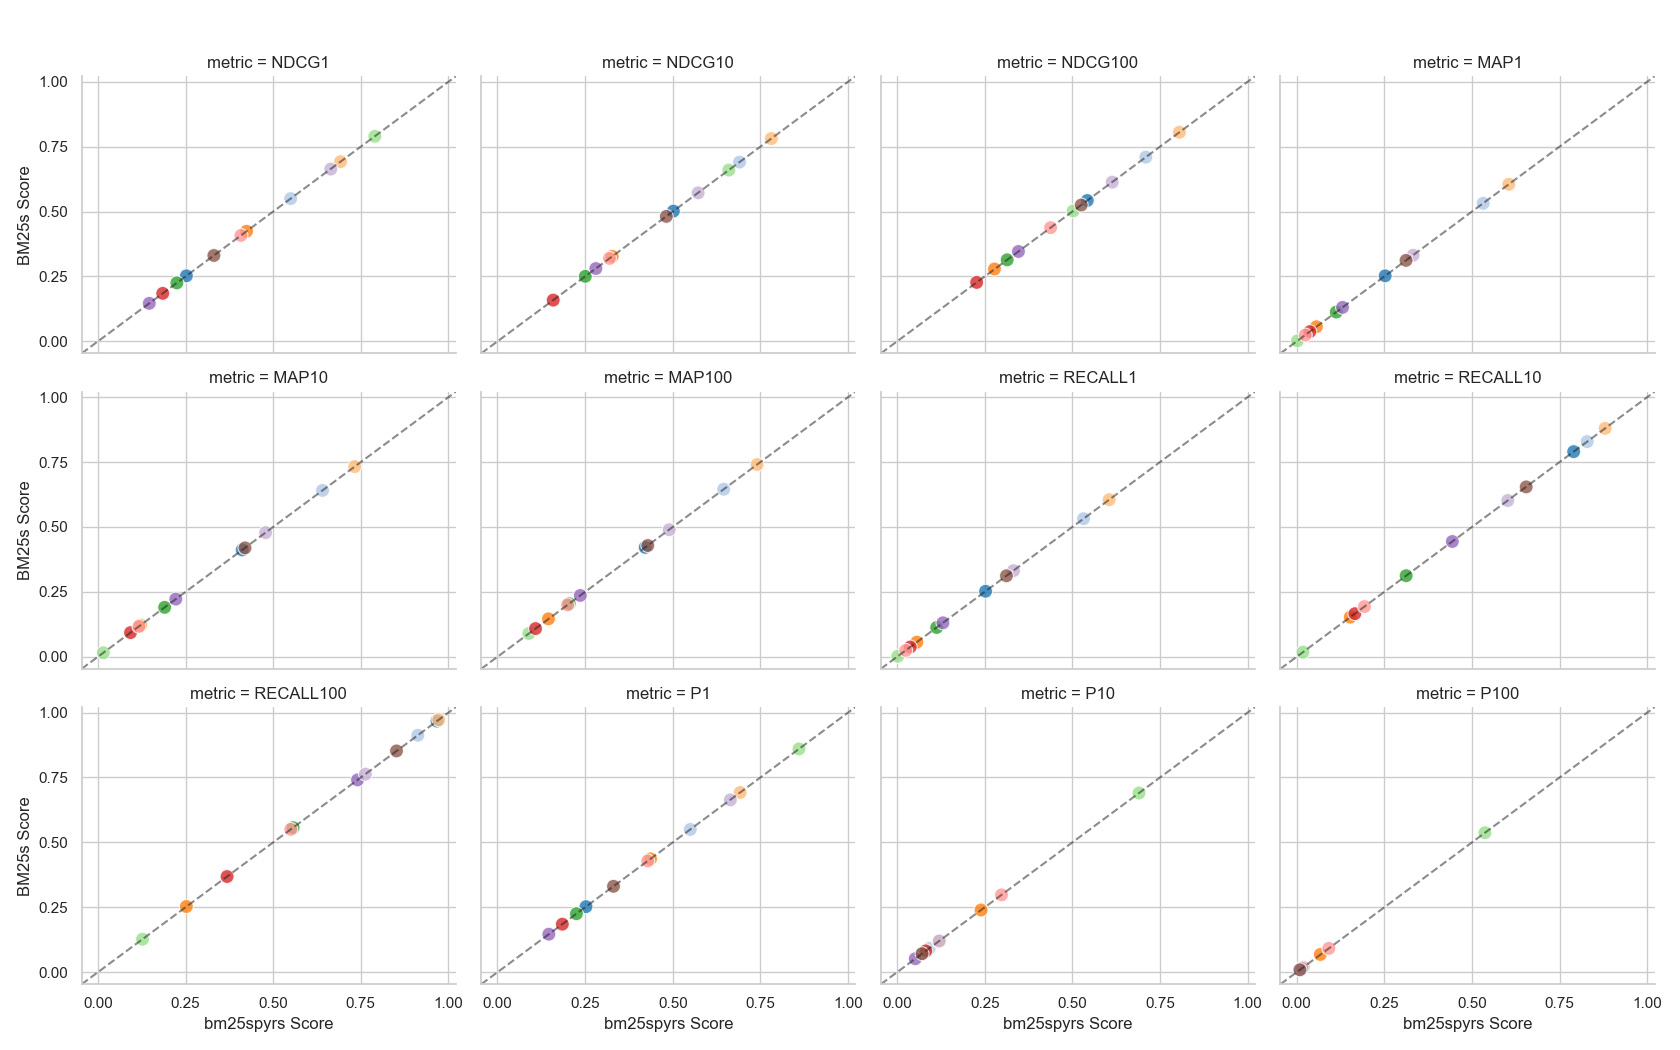 metric = NDCG1
metric = NDCG10
metric = NDCG100
metric = MAP1
1.00
0.75
0.50
0.25
0.00
BM25s Score
metric = MAP10
metric = MAP100
metric = RECALL1
metric = RECALL10
1.00
0.75
0.50
0.25
0.00
BM25s Score
metric = RECALL100
metric = P1
metric = P10
metric = P100
1.00
0.75
0.50
0.25
0.00
BM25s Score
0.00 0.25 0.50 0.75 1.00
0.00 0.25 0.50 0.75 1.00
0.00 0.25 0.50 0.75 1.00
0.00 0.25 0.50 0.75 1.00
bm25spyrs Score
bm25spyrs Score
bm25spyrs Score
bm25spyrs Score